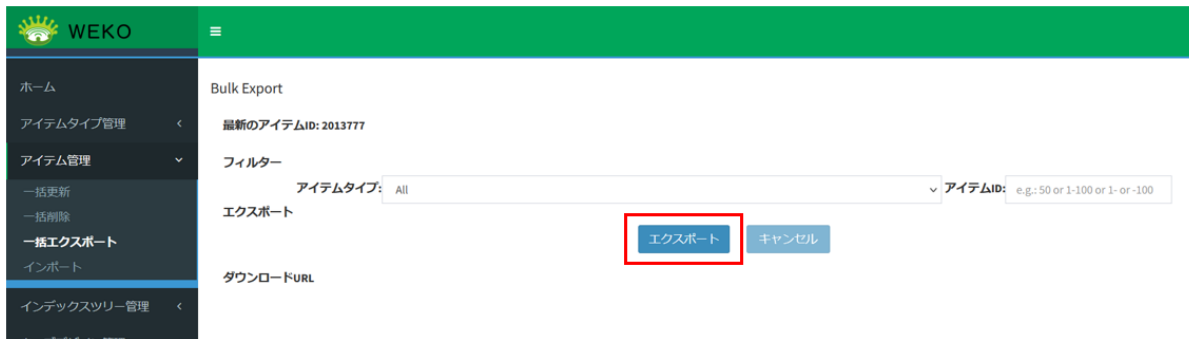 WEKO
ホーム
アイテムタイプ管理
アイテム管理
一括更新
一括削除
一括エクスポート
インポート
インデックスツリー管理
Bulk Export
最新のアイテムID: 2013777
フィルター
アイテムタイプ: All アイテムID: e.g.: 50 or 1-100 or 1- or -100
エクスポート
エクスポート キャンセル
ダウンロードURL